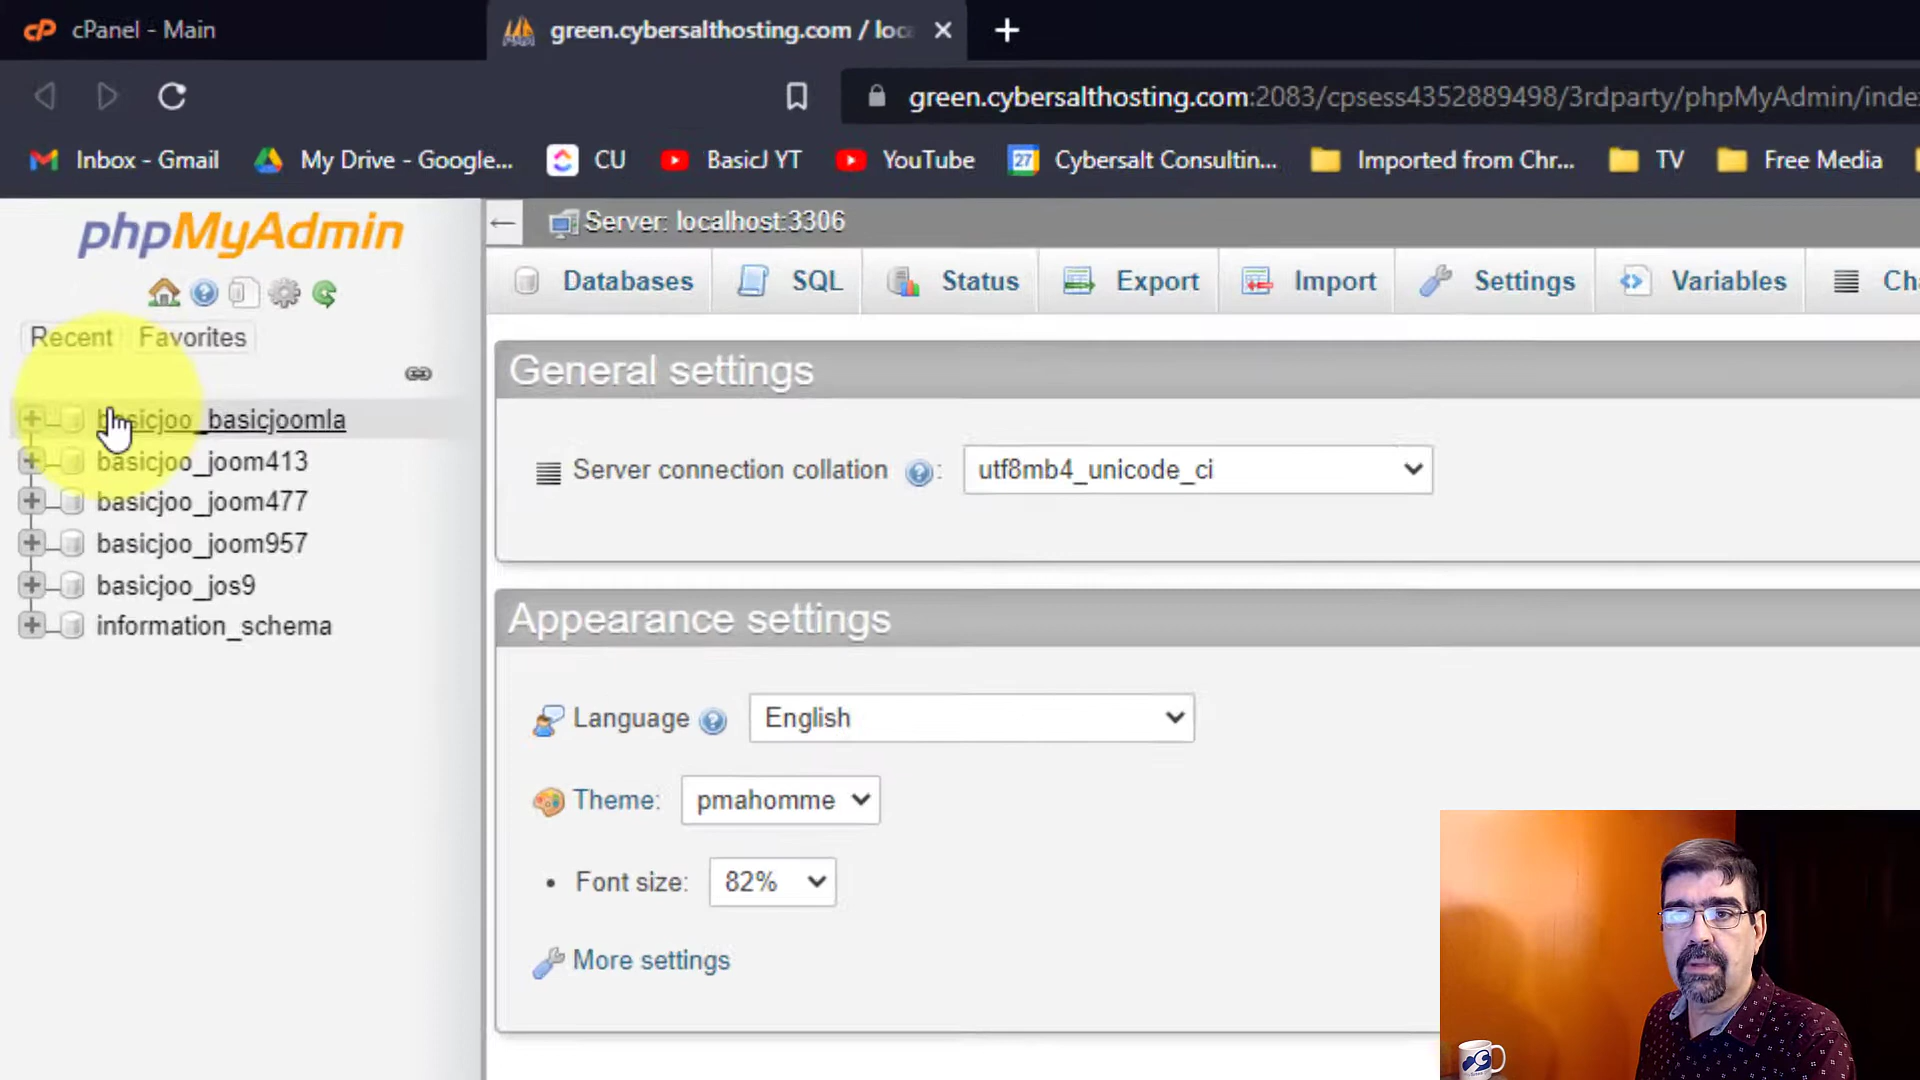 cPanel - Main
green.cybersalthosting.com / loc
green.cybersalthosting.com:2083/cpsess4352889498/3rdparty/phpMyAdmin/inde
Inbox - Gmail
My Drive - Google...
CU
BasicJ YT
YouTube
27
Cybersalt Consultin...
Imported from Chr...
TV
Free Media
phpMyAdmin
Server: localhost:3306
Databases
SQL
Status
Export
Import
Settings
Variables
Ch
Recent
Favorites
basicjoo_basicjoomla
basicjoo_joom413
basicjoo_joom477
basicjoo_joom957
basicjoo_jos9
information_schema
General settings
Server connection collation :
utf8mb4_unicode_ci
Appearance settings
Language
English
Theme:
pmahomme
• Font size:
82%
More settings